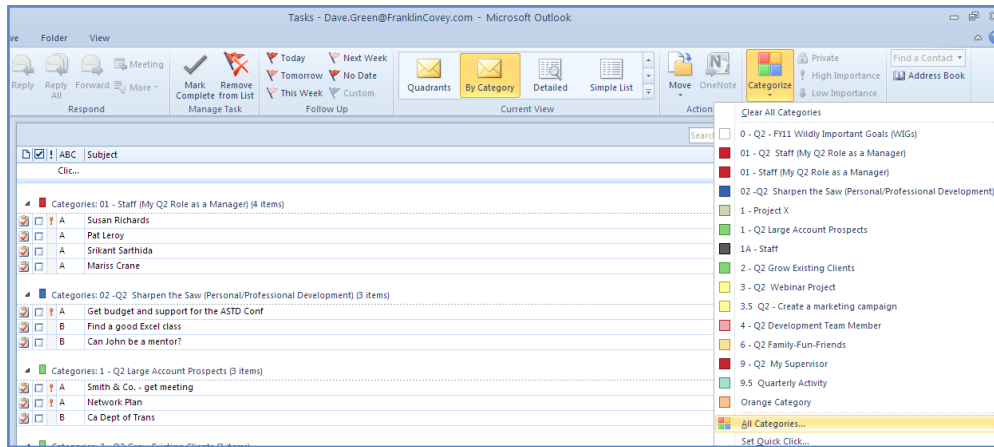 Tasks - Dave.Green@FranklinCovey.com - Microsoft Outlook
ve Folder View
Reply
Reply All
Forward
Meeting
More
Respond
Mark Complete
Remove from List
Manage Task
Today Next Week
Tomorrow No Date
This Week Custom
Follow Up
Quadrants
By Category
Detailed
Simple List
Current View
Move
OneNote
Action
Categorize
Private
! High Importance
Low Importance
Find a Contact
Address Book
Searc
! ABC Subject
Clic...
Categories: 01 - Staff (My Q2 Role as a Manager) (4 items)
! A Susan Richards
A Pat Leroy
A Srikant Sarthida
A Mariss Crane
Categories: 02 -Q2 Sharpen the Saw (Personal/Professional Development) (3 items)
! A Get budget and support for the ASTD Conf
B Find a good Excel class
B Can John be a mentor?
Categories: 1 - Q2 Large Account Prospects (3 items)
! A Smith & Co. - get meeting
! A Network Plan
B Ca Dept of Trans
Categories: 2 - Q2 Grow Existing Clients
Clear All Categories
0 - Q2 - FY11 Wildly Important Goals (WIGs)
01 - Q2 Staff (My Q2 Role as a Manager)
01 - Staff (My Q2 Role as a Manager)
02 -Q2 Sharpen the Saw (Personal/Professional Development)
1 - Project X
1 - Q2 Large Account Prospects
1A - Staff
2 - Q2 Grow Existing Clients
3 - Q2 Webinar Project
3.5 Q2 - Create a marketing campaign
4 - Q2 Development Team Member
6 - Q2 Family-Fun-Friends
9 - Q2 My Supervisor
9.5 Quarterly Activity
Orange Category
All Categories...
Set Quick Click...